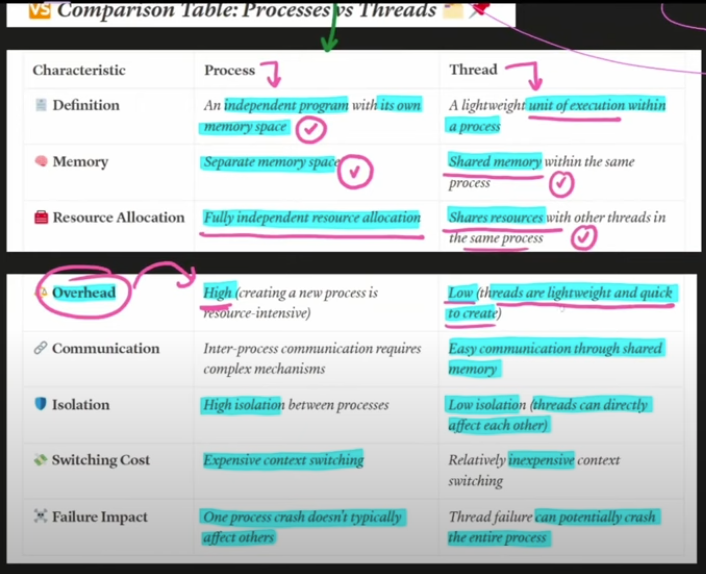 🆚 Comparison Table: Processes vs Threads
Characteristic Process Thread
Definition An independent program with its own A lightweight unit of execution within
memory space a process
Memory Separate memory space Shared memory within the same
process
Resource Allocation Fully independent resource allocation Shares resources with other threads in
the same process
Overhead High (creating a new process is Low (threads are lightweight and quick
resource-intensive) to create)
Communication Inter-process communication requires Easy communication through shared
complex mechanisms memory
Isolation High isolation between processes Low isolation (threads can directly
affect each other)
Switching Cost Expensive context switching Relatively inexpensive context
switching
Failure Impact One process crash doesn't typically Thread failure can potentially crash
affect others the entire process